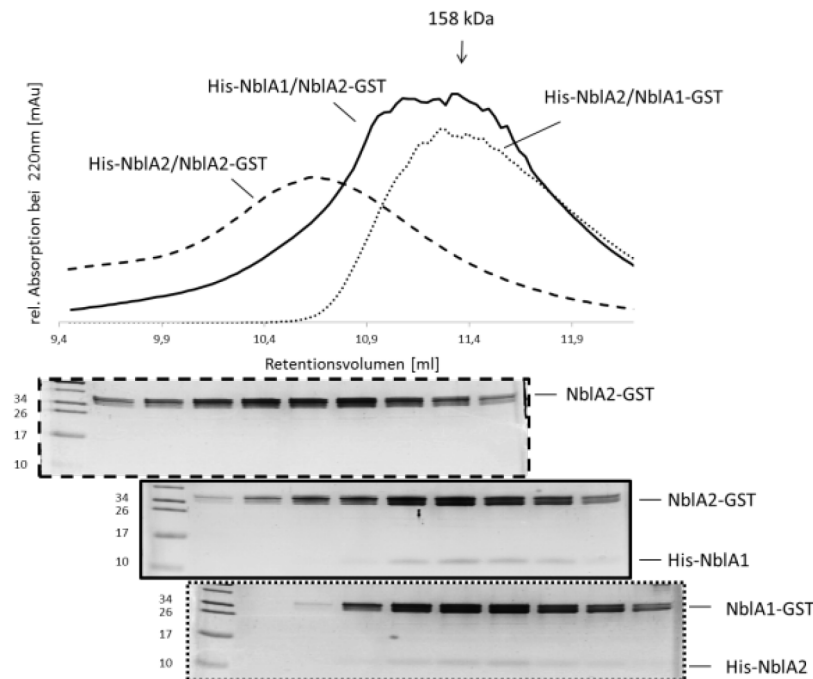 158 kDa
His-NblA1/NblA2-GST
His-NblA2/NblA1-GST
His-NblA2/NblA2-GST
rel. Absorption bei 220nm [mAu]
9,4 9,9 10,4 10,9 11,4 11,9
Retentionsvolumen [ml]
34
26
17
10
NblA2-GST
34
26
17
10
NblA2-GST
His-NblA1
34
26
17
10
NblA1-GST
His-NblA2